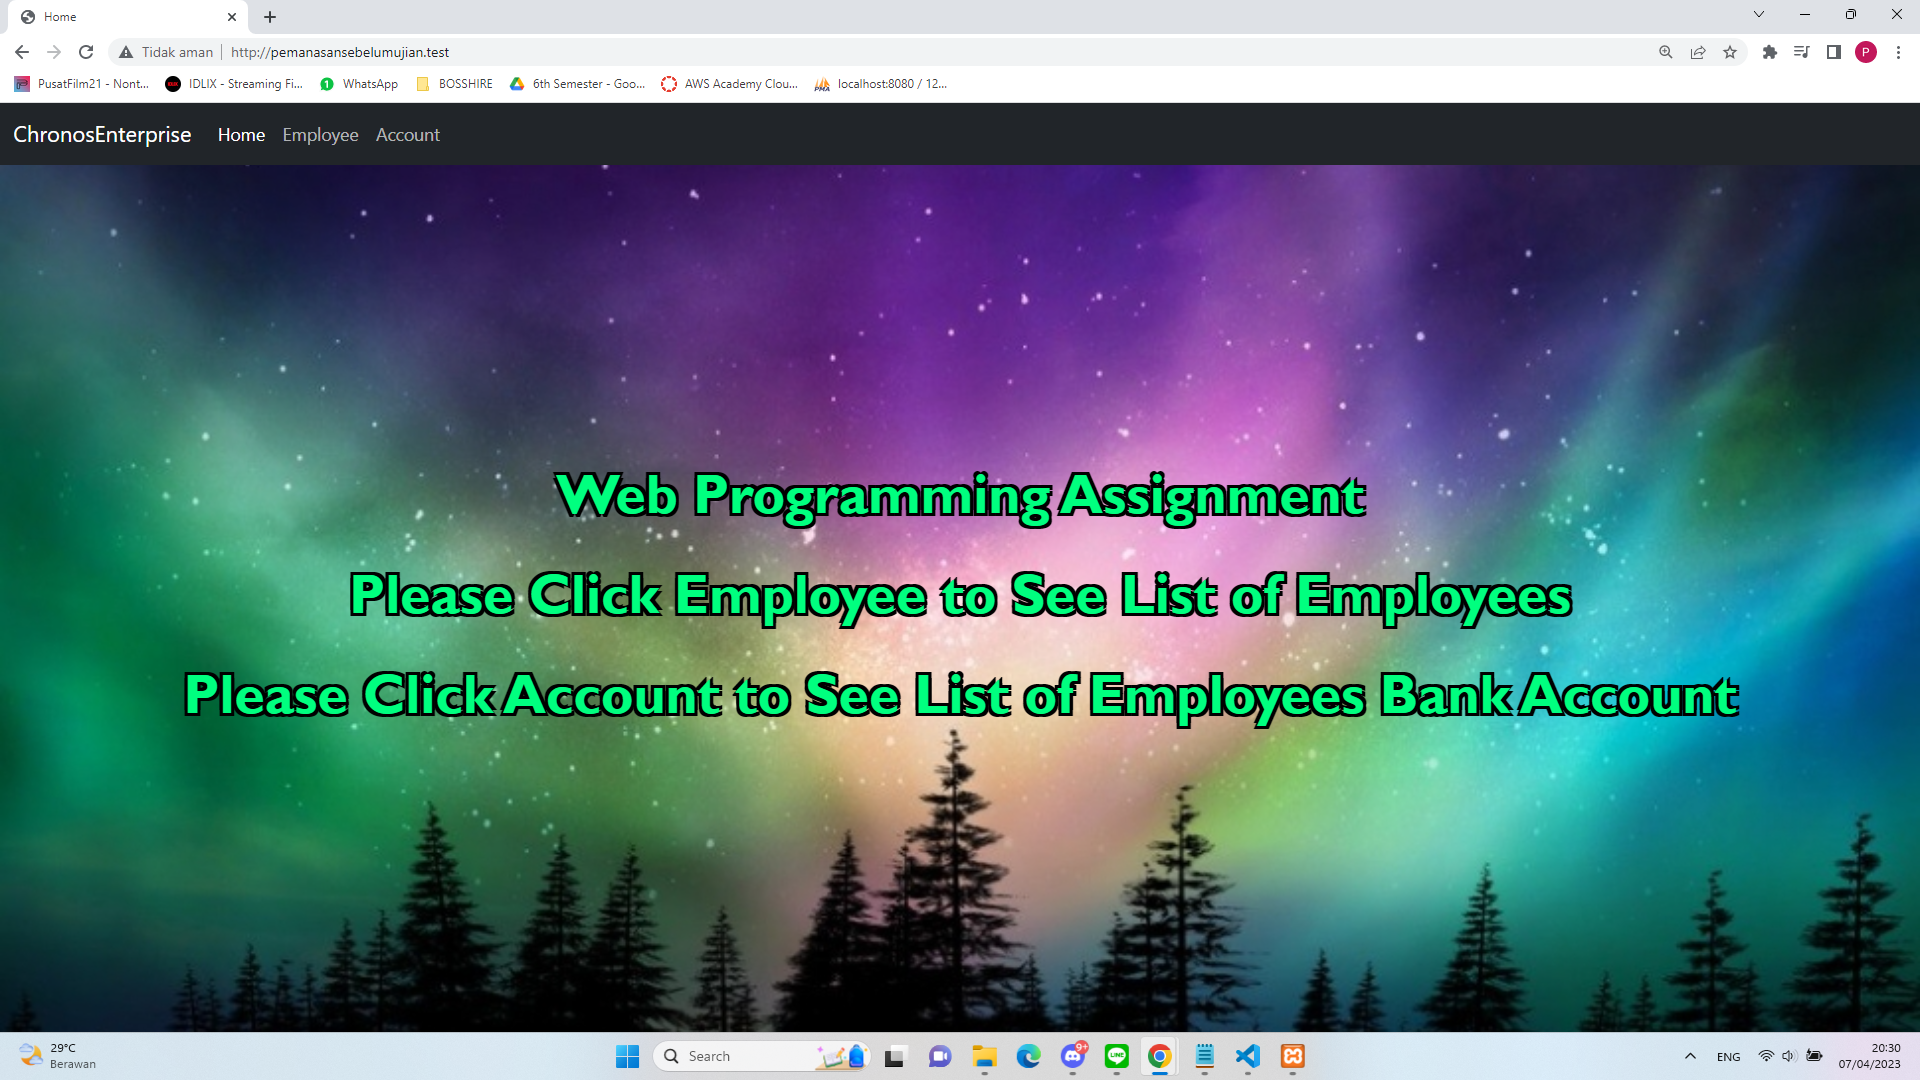 Home
Tidak aman http://pemanasansebelumujian.test
P
PusatFilm21 - Nont... IDLIX - Streaming Fi... WhatsApp BOSSHIRE 6th Semester - Goo... AWS Academy Clou... localhost:8080 / 12...
ChronosEnterprise Home Employee Account
Web Programming Assignment
Please Click Employee to See List of Employees
Please Click Account to See List of Employees Bank Account
29°C
Berawan
Search
9+
LINE
ENG
20:30
07/04/2023